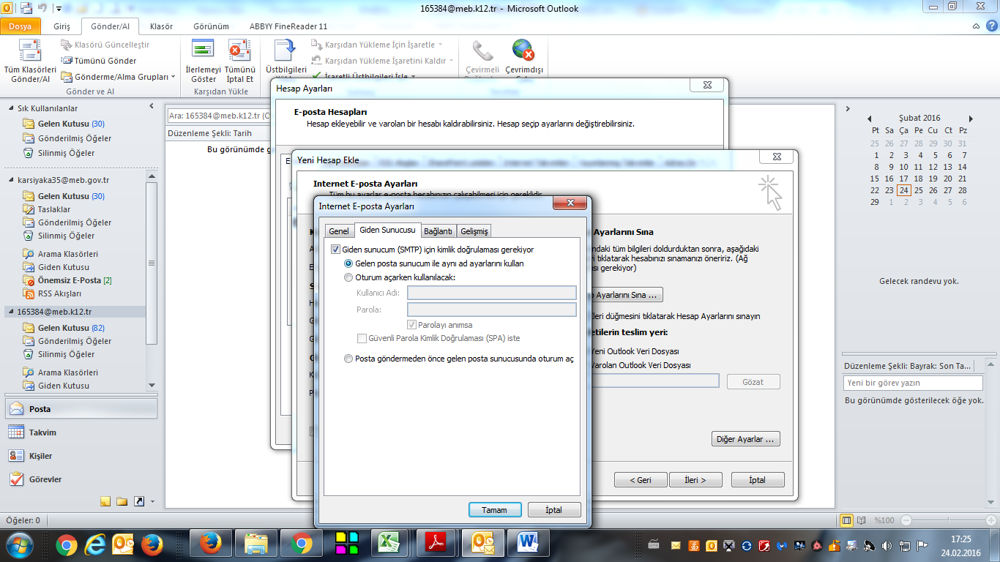 165384@meb.k12.tr - Microsoft Outlook
Dosya Giriş Gönder/Al Klasör Görünüm ABBYY FineReader 11
Tüm Klasörleri Gönder/Al
Klasörü Güncelleştir
Tümünü Gönder
Gönderme/Alma Grupları
Gönder ve Al
İlerlemeyi Göster
Tümünü İptal Et
Karşıdan Yükle
Üstbilgileri
Karşıdan Yükleme İçin İşaretle
Karşıdan Yükleme İşaretini Kaldır
İşaretli Üstbilgileri İşle
Çevirmeli
Çevrimdışı
Sık Kullanılanlar
Gelen Kutusu (30)
Gönderilmiş Öğeler
Silinmiş Öğeler
karsiyaka35@meb.gov.tr
Gelen Kutusu (30)
Taslaklar
Gönderilmiş Öğeler
Silinmiş Öğeler
Arama Klasörleri
Giden Kutusu
Önemsiz E-Posta [2]
RSS Akışları
165384@meb.k12.tr
Gelen Kutusu (82)
Gönderilmiş Öğeler
Silinmiş Öğeler
Arama Klasörleri
Giden Kutusu
Posta
Takvim
Kişiler
Görevler
Öğeler: 0
Ara: 165384@meb.k12.tr (C
Düzenleme Şekli: Tarih
Bu görünümde g
Hesap Ayarları
E-posta Hesapları
Hesap ekleyebilir ve varolan bir hesabı kaldırabilirsiniz. Hesap seçip ayarlarını değiştirebilirsiniz.
Yeni Hesap Ekle
Internet E-posta Ayarları
Tüm bu ayarlar e-posta hesabınızın çalışabilmesi için gereklidir.
Internet E-posta Ayarları
Genel Giden Sunucusu Bağlantı Gelişmiş
Giden sunucum (SMTP) için kimlik doğrulaması gerekiyor
Gelen posta sunucum ile aynı ad ayarlarını kullan
Oturum açarken kullanılacak:
Kullanıcı Adı:
Parola:
Parolayı anımsa
Güvenli Parola Kimlik Doğrulaması (SPA) iste
Posta göndermeden önce gelen posta sunucusunda oturum aç
Tamam İptal
Ayarlarını Sına
ndaki tüm bilgileri doldurduktan sonra, aşağıdaki
i tıklatarak hesabınızı sınamanızı öneririz. (Ağ
sı gerekiyor)
p Ayarlarını Sına ...
leri düğmesini tıklatarak Hesap Ayarlarını sınayın
etilerin teslim yeri:
Yeni Outlook Veri Dosyası
Varolan Outlook Veri Dosyası
Gözat
Diğer Ayarlar ...
< Geri İleri > İptal
Şubat 2016
Pt Sa Ça Pe Cu Ct Pz
25 26 27 28 29 30 31
1 2 3 4 5 6 7
8 9 10 11 12 13 14
15 16 17 18 19 20 21
22 23 24 25 26 27 28
29 1 2 3 4 5 6
Gelecek randevu yok.
Düzenleme Şekli: Bayrak: Son Ta...
Yeni bir görev yazın
Bu görünümde gösterilecek öğe yok.
%100
17:25
24.02.2016